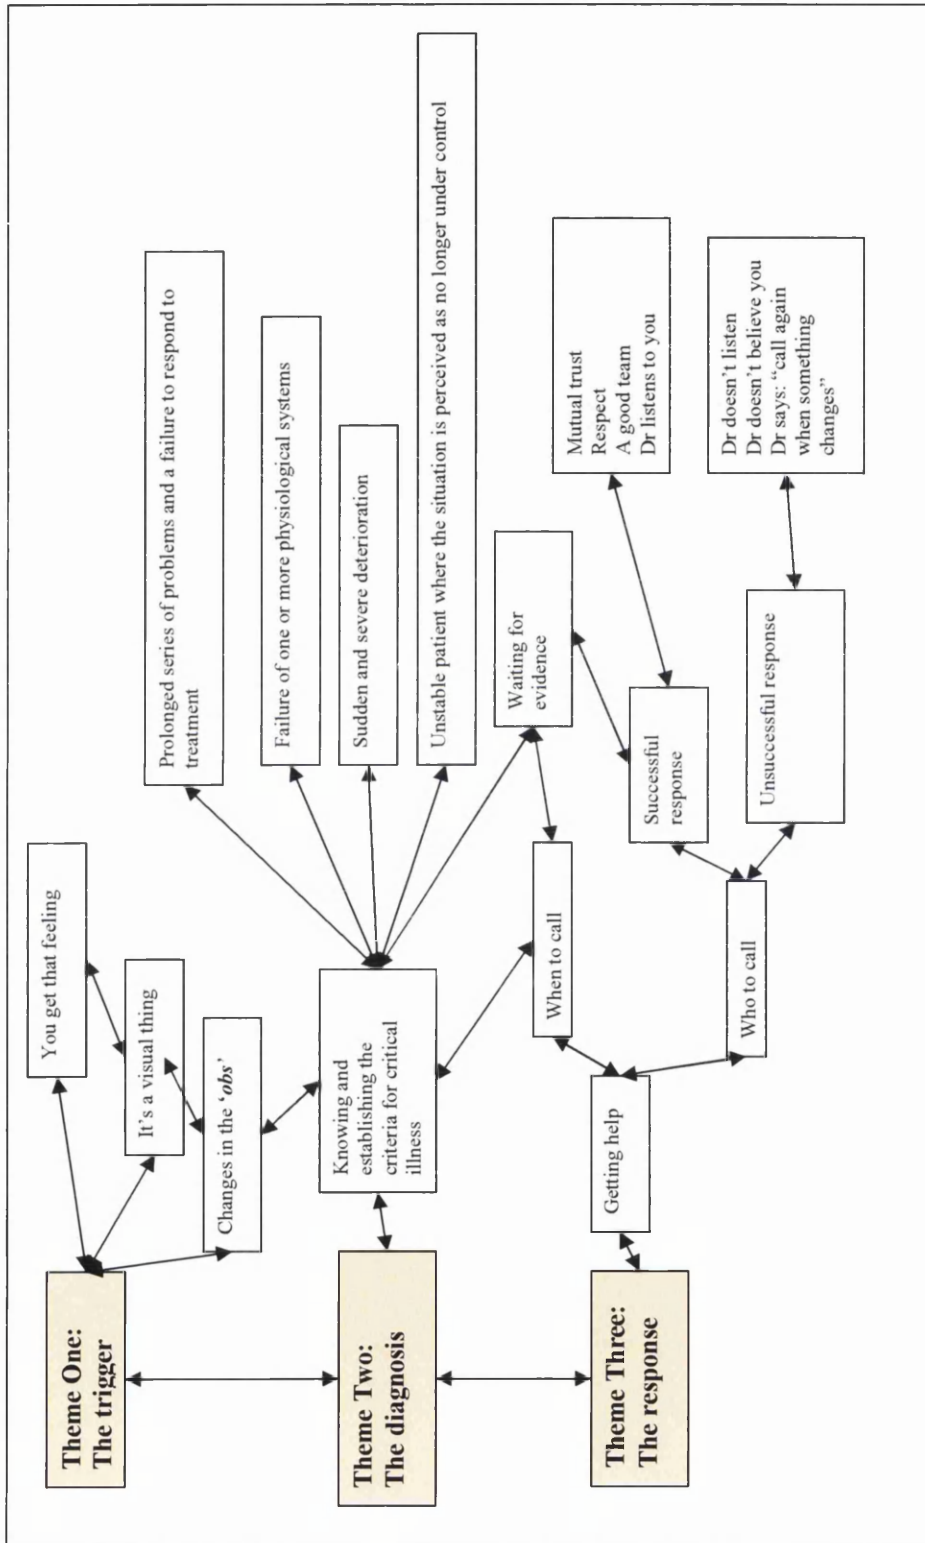 Theme One:
The trigger
You get that feeling
It's a visual thing
Changes in the ‘obs’
Theme Two:
The diagnosis
Knowing and
establishing the
criteria for critical
illness
Prolonged series of problems and a failure to respond to
treatment
Failure of one or more physiological systems
Sudden and severe deterioration
Unstable patient where the situation is perceived as no longer under control
Waiting for
evidence
Theme Three:
The response
Getting help
When to call
Who to call
Successful
response
Unsuccessful response
Mutual trust
Respect
A good team
Dr listens to you
Dr doesn't listen
Dr doesn't believe you
Dr says: “call again
when something
changes”